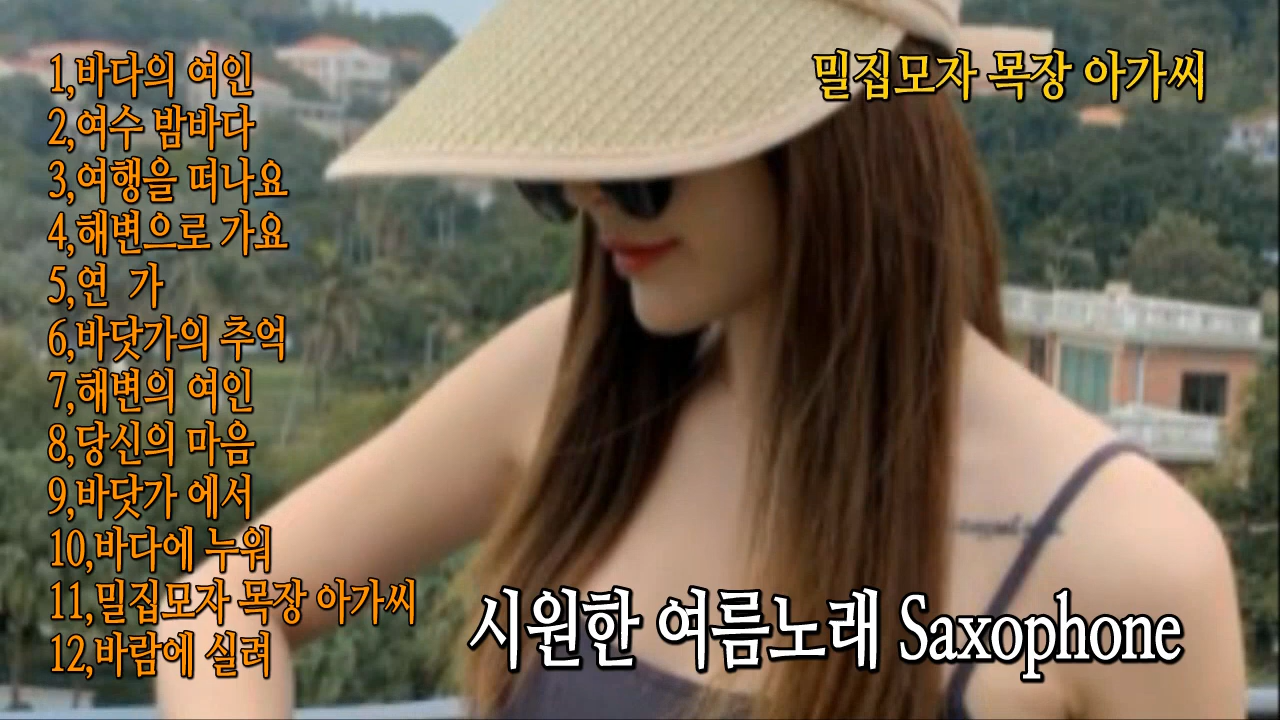 1,바다의 여인
2,여수 밤바다
3,여행을 떠나요
4,해변으로 가요
5,연 가
6,바닷가의 추억
7,해변의 여인
8,당신의 마음
9,바닷가 에서
10,바다에 누워
11,밀집모자 목장 아가씨
12,바람에 실려
밀집모자 목장 아가씨
시원한 여름노래 Saxophone